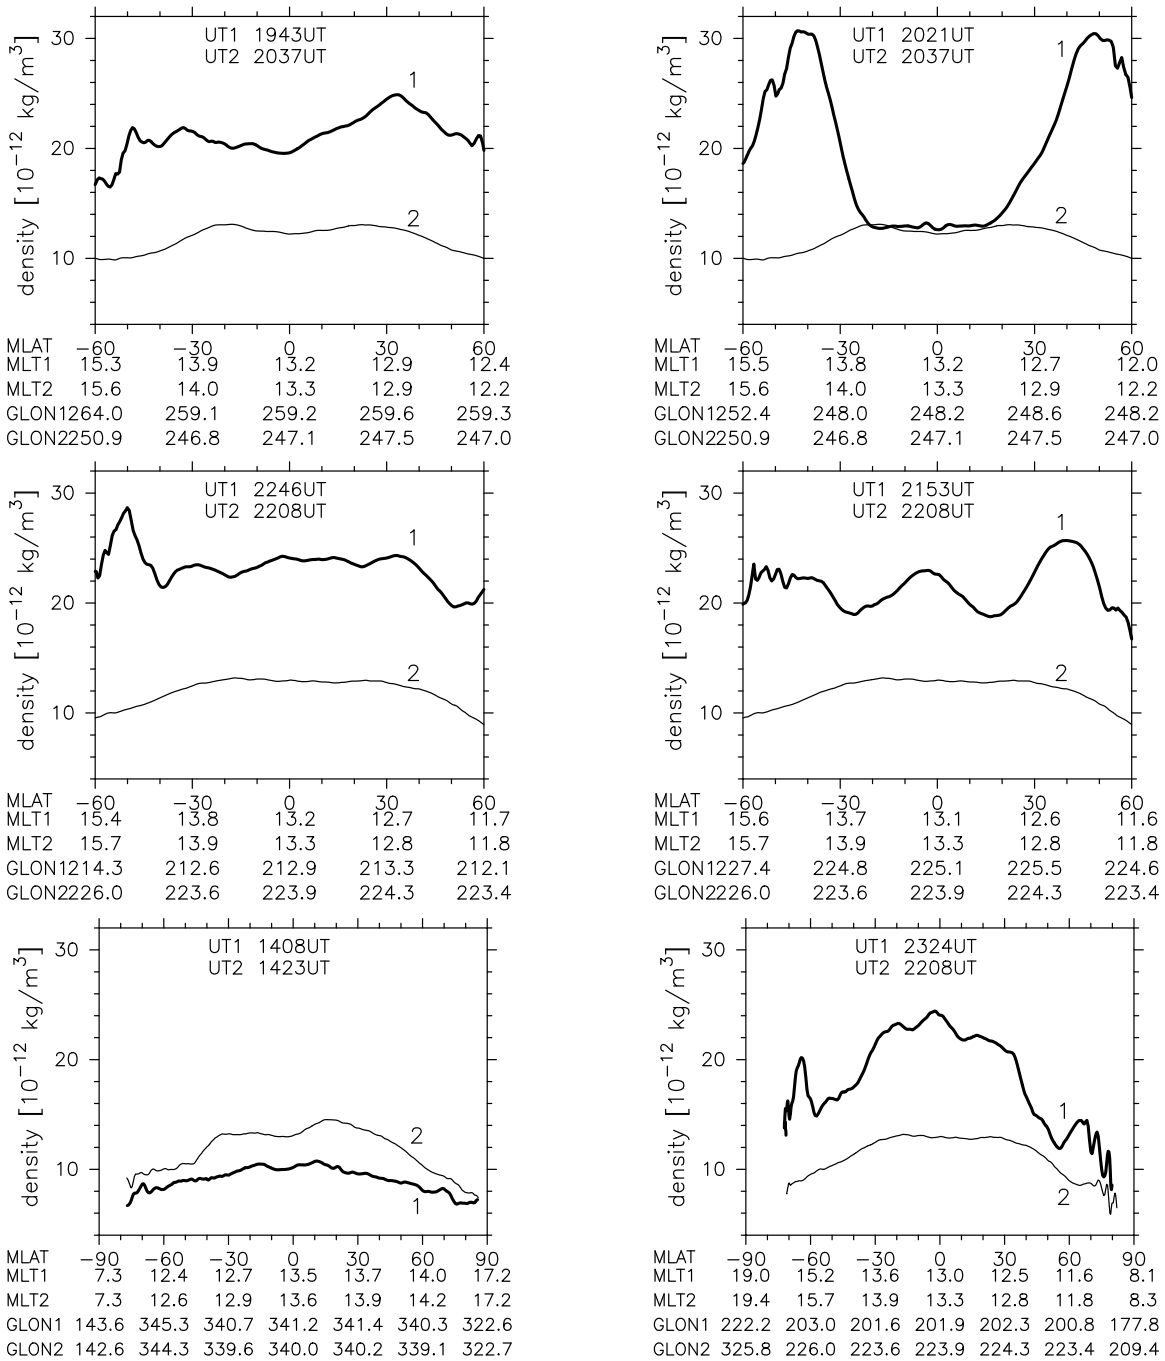 UT1 1943UT
UT2 2037UT
density [10−12 kg/m3]
30
20
10
1
2
MLAT −60 −30 0 30 60
MLT1 15.3 13.9 13.2 12.9 12.4
MLT2 15.6 14.0 13.3 12.9 12.2
GLON1264.0 259.1 259.2 259.6 259.3
GLON2250.9 246.8 247.1 247.5 247.0
UT1 2021UT
UT2 2037UT
density [10−12 kg/m3]
30
20
10
1
2
MLAT −60 −30 0 30 60
MLT1 15.5 13.8 13.2 12.7 12.0
MLT2 15.6 14.0 13.3 12.9 12.2
GLON1252.4 248.0 248.2 248.6 248.2
GLON2250.9 246.8 247.1 247.5 247.0
UT1 2246UT
UT2 2208UT
density [10−12 kg/m3]
30
20
10
1
2
MLAT −60 −30 0 30 60
MLT1 15.4 13.8 13.2 12.7 11.7
MLT2 15.7 13.9 13.3 12.8 11.8
GLON1214.3 212.6 212.9 213.3 212.1
GLON2226.0 223.6 223.9 224.3 223.4
UT1 2153UT
UT2 2208UT
density [10−12 kg/m3]
30
20
10
1
2
MLAT −60 −30 0 30 60
MLT1 15.6 13.7 13.1 12.6 11.6
MLT2 15.7 13.9 13.3 12.8 11.8
GLON1227.4 224.8 225.1 225.5 224.6
GLON2226.0 223.6 223.9 224.3 223.4
UT1 1408UT
UT2 1423UT
density [10−12 kg/m3]
30
20
10
2
1
MLAT −90 −60 −30 0 30 60 90
MLT1 7.3 12.4 12.7 13.5 13.7 14.0 17.2
MLT2 7.3 12.6 12.9 13.6 13.9 14.2 17.2
GLON1 143.6 345.3 340.7 341.2 341.4 340.3 322.6
GLON2 142.6 344.3 339.6 340.0 340.2 339.1 322.7
UT1 2324UT
UT2 2208UT
density [10−12 kg/m3]
30
20
10
1
2
MLAT −90 −60 −30 0 30 60 90
MLT1 19.0 15.2 13.6 13.0 12.5 11.6 8.1
MLT2 19.4 15.7 13.9 13.3 12.8 11.8 8.3
GLON1 222.2 203.0 201.6 201.9 202.3 200.8 177.8
GLON2 325.8 226.0 223.6 223.9 224.3 223.4 209.4